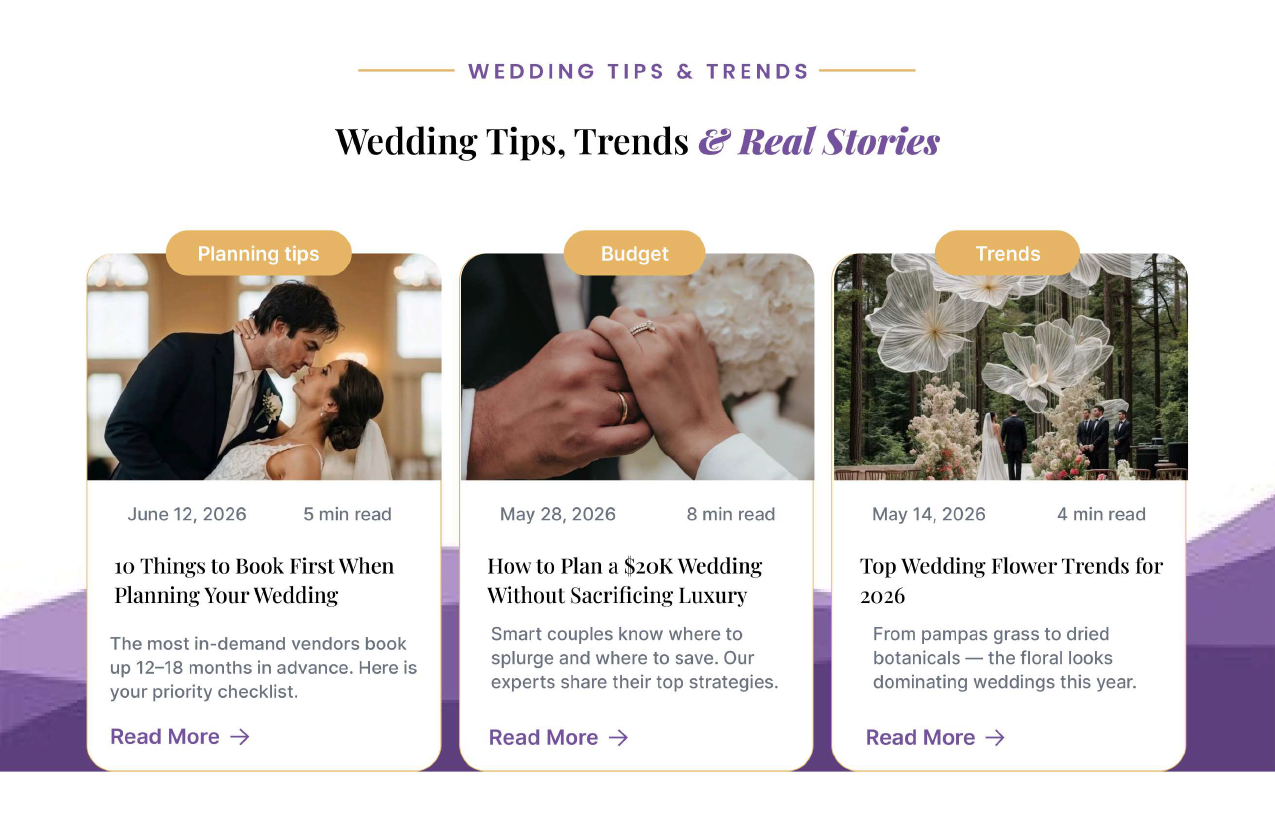 WEDDING TIPS & TRENDS
Wedding Tips, Trends & Real Stories
Planning tips
June 12, 2026 5 min read
10 Things to Book First When
Planning Your Wedding
The most in-demand vendors book
up 12–18 months in advance. Here is
your priority checklist.
Read More →
Budget
May 28, 2026 8 min read
How to Plan a $20K Wedding
Without Sacrificing Luxury
Smart couples know where to
splurge and where to save. Our
experts share their top strategies.
Read More →
Trends
May 14, 2026 4 min read
Top Wedding Flower Trends for
2026
From pampas grass to dried
botanicals — the floral looks
dominating weddings this year.
Read More →